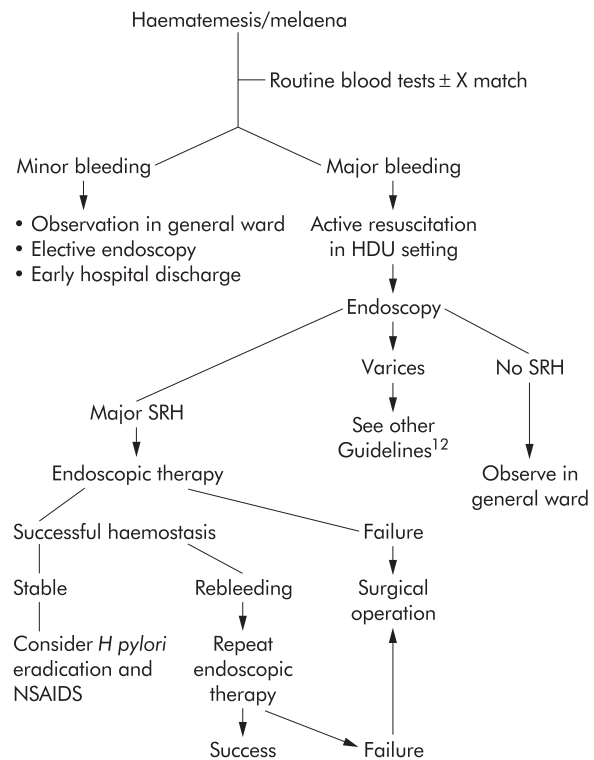 Haematemesis/melaena
Routine blood tests ± X match
Minor bleeding
Major bleeding
• Observation in general ward
• Elective endoscopy
• Early hospital discharge
Active resuscitation
in HDU setting
Endoscopy
Varices
No SRH
Major SRH
See other
Guidelines12
Observe in
general ward
Endoscopic therapy
Successful haemostasis
Failure
Stable
Rebleeding
Surgical
operation
Consider H pylori
eradication and
NSAIDS
Repeat
endoscopic
therapy
Success
Failure